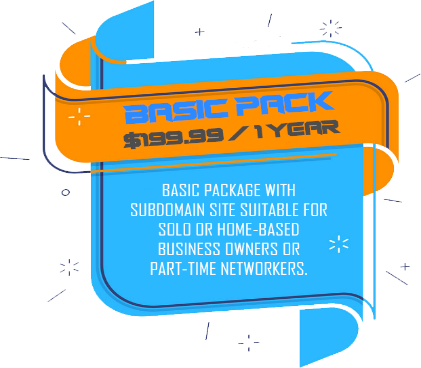 BASIC PACK
$199.99 / 1 YEAR
BASIC PACKAGE WITH
SUBDOMAIN SITE SUITABLE FOR
SOLO OR HOME-BASED
BUSINESS OWNERS OR
PART-TIME NETWORKERS.